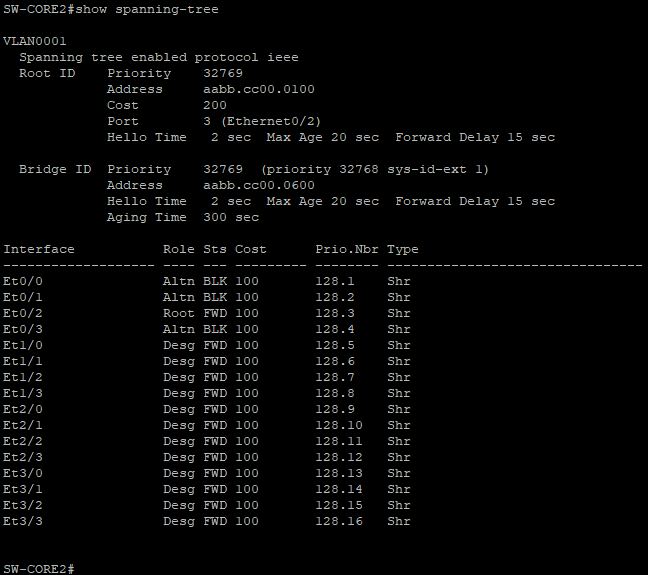 SW-CORE2#show spanning-tree

VLAN0001
  Spanning tree enabled protocol ieee
  Root ID    Priority    32769
             Address     aabb.cc00.0100
             Cost        200
             Port        3 (Ethernet0/2)
             Hello Time   2 sec  Max Age 20 sec  Forward Delay 15 sec

  Bridge ID  Priority    32769  (priority 32768 sys-id-ext 1)
             Address     aabb.cc00.0600
             Hello Time   2 sec  Max Age 20 sec  Forward Delay 15 sec
             Aging Time  300 sec

Interface           Role Sts Cost      Prio.Nbr Type
------------------- ---- --- --------- -------- --------------------------------
Et0/0               Altn BLK 100       128.1    Shr
Et0/1               Altn BLK 100       128.2    Shr
Et0/2               Root FWD 100       128.3    Shr
Et0/3               Altn BLK 100       128.4    Shr
Et1/0               Desg FWD 100       128.5    Shr
Et1/1               Desg FWD 100       128.6    Shr
Et1/2               Desg FWD 100       128.7    Shr
Et1/3               Desg FWD 100       128.8    Shr
Et2/0               Desg FWD 100       128.9    Shr
Et2/1               Desg FWD 100       128.10   Shr
Et2/2               Desg FWD 100       128.11   Shr
Et2/3               Desg FWD 100       128.12   Shr
Et3/0               Desg FWD 100       128.13   Shr
Et3/1               Desg FWD 100       128.14   Shr
Et3/2               Desg FWD 100       128.15   Shr
Et3/3               Desg FWD 100       128.16   Shr

SW-CORE2#